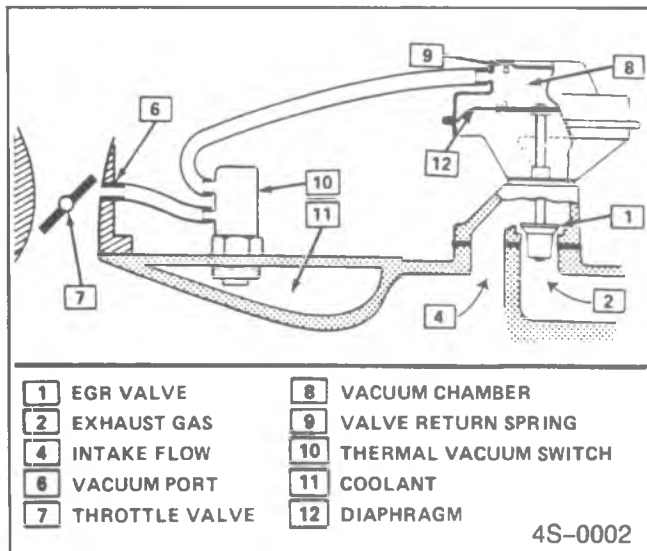 9
8
6
12
10
11
1
7
4
2
1 EGR VALVE
2 EXHAUST GAS
4 INTAKE FLOW
6 VACUUM PORT
7 THROTTLE VALVE
8 VACUUM CHAMBER
9 VALVE RETURN SPRING
10 THERMAL VACUUM SWITCH
11 COOLANT
12 DIAPHRAGM
4S-0002